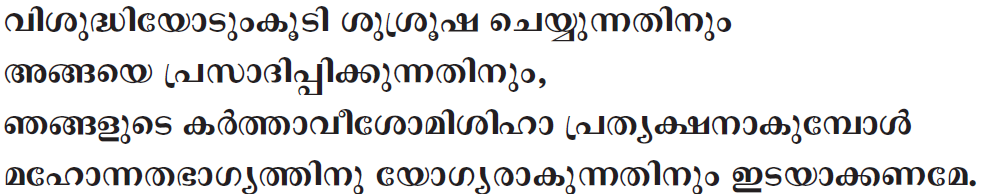 വിശുദ്ധിയോടുംകൂടി ശുശ്രൂഷ ചെയ്യുന്നതിനും
അങ്ങയെ പ്രസാദിപ്പിക്കുന്നതിനും,
ഞങ്ങളുടെ കർത്താവീശോമിശിഹാ പ്രത്യക്ഷനാകുമ്പോൾ
മഹോന്നതഭാഗ്യത്തിനു യോഗ്യരാകുന്നതിനും ഇടയാക്കണമേ.